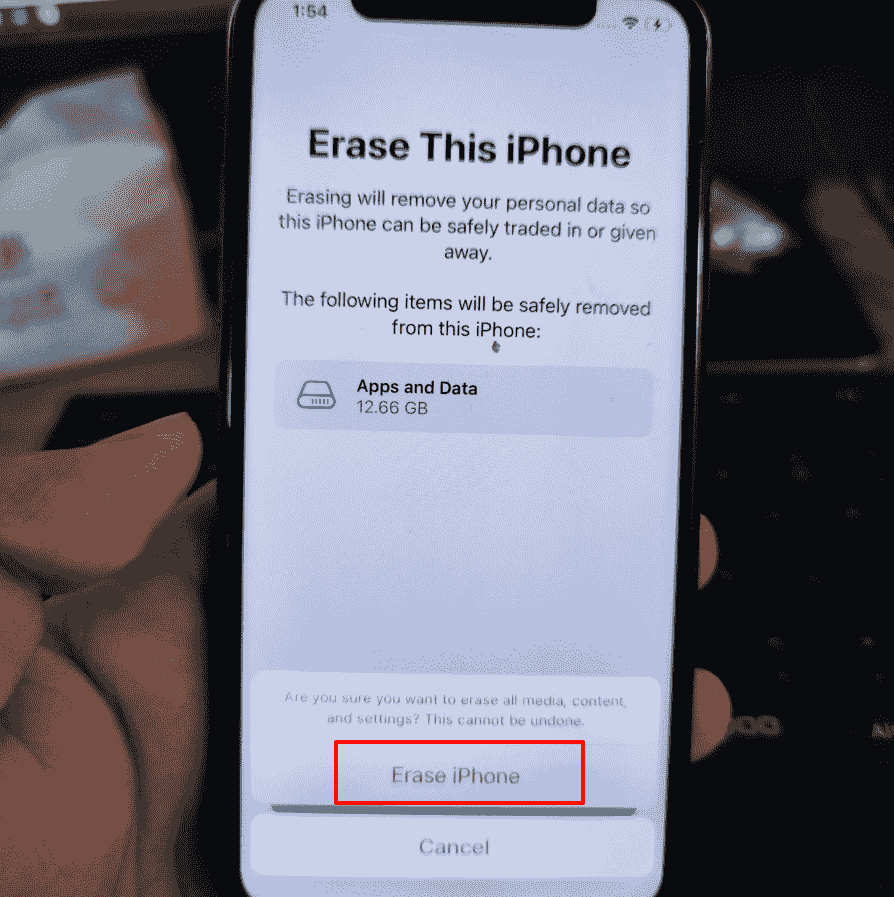 1:54
Erase This iPhone
Erasing will remove your personal data so
this iPhone can be safely traded in or given
away.
The following items will be safely removed
from this iPhone:
Apps and Data
12.66 GB
Are you sure you want to erase all media, content,
and settings? This cannot be undone.
Erase iPhone
Cancel